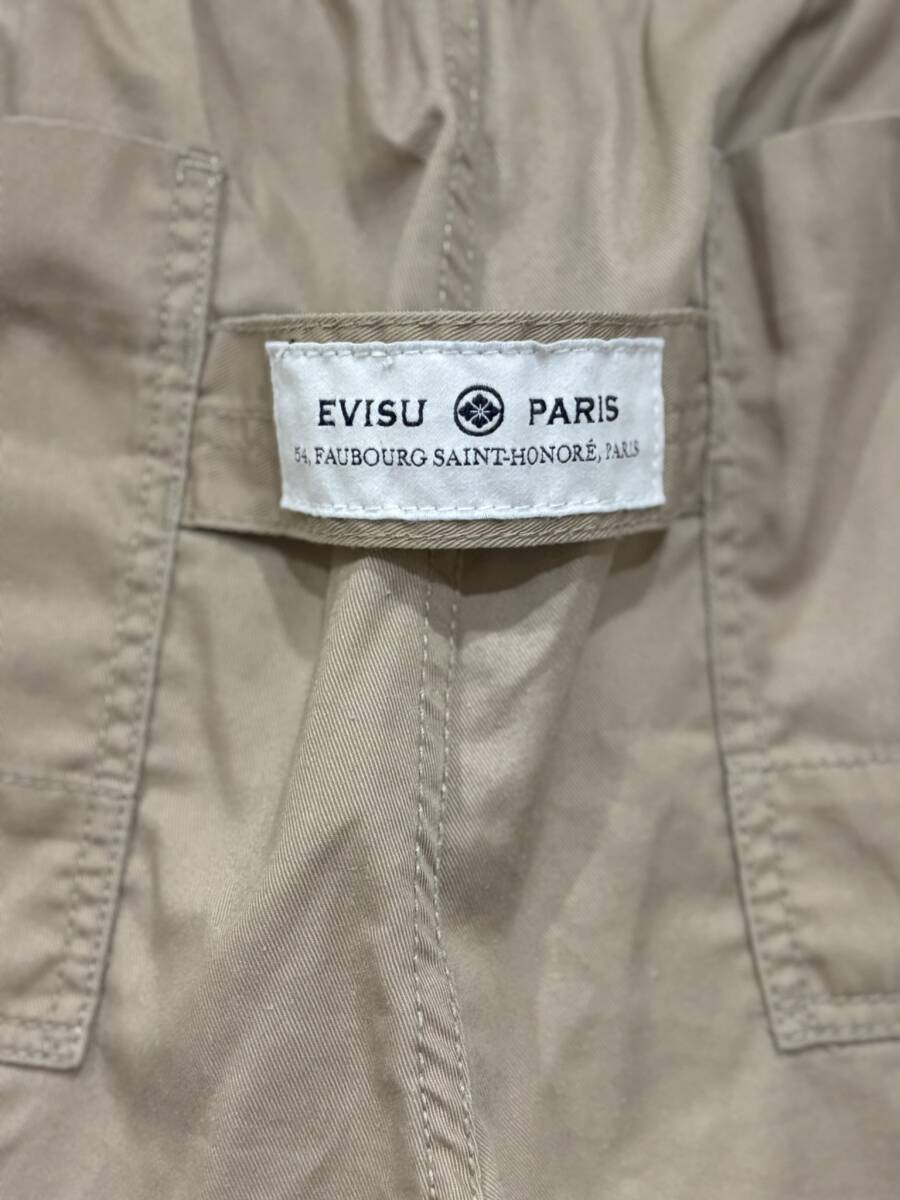 EVISU PARIS
54, FAUBOURG SAINT-HONORÉ, PARIS